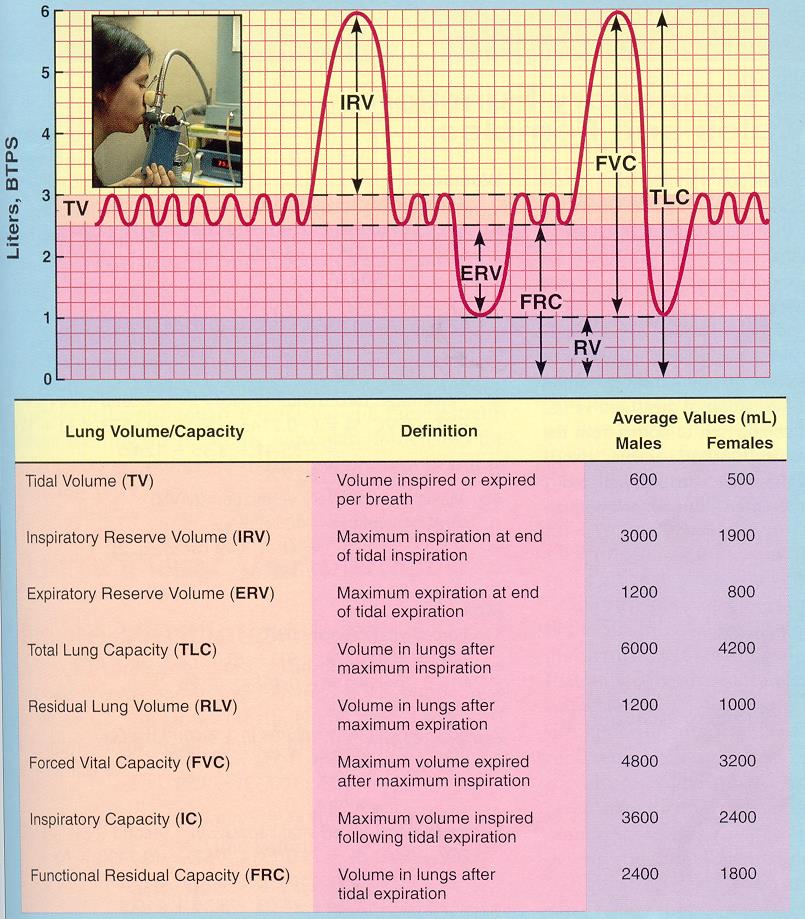 Liters, BTPS
6
5
4
3
2
1
0
TV
IRV
ERV
FRC
FVC
RV
TLC
Lung Volume/Capacity Definition Average Values (mL)
Males Females
Tidal Volume (TV) Volume inspired or expired 600 500
per breath
Inspiratory Reserve Volume (IRV) Maximum inspiration at end 3000 1900
of tidal inspiration
Expiratory Reserve Volume (ERV) Maximum expiration at end 1200 800
of tidal expiration
Total Lung Capacity (TLC) Volume in lungs after 6000 4200
maximum inspiration
Residual Lung Volume (RLV) Volume in lungs after 1200 1000
maximum expiration
Forced Vital Capacity (FVC) Maximum volume expired 4800 3200
after maximum inspiration
Inspiratory Capacity (IC) Maximum volume inspired 3600 2400
following tidal expiration
Functional Residual Capacity (FRC) Volume in lungs after 2400 1800
tidal expiration